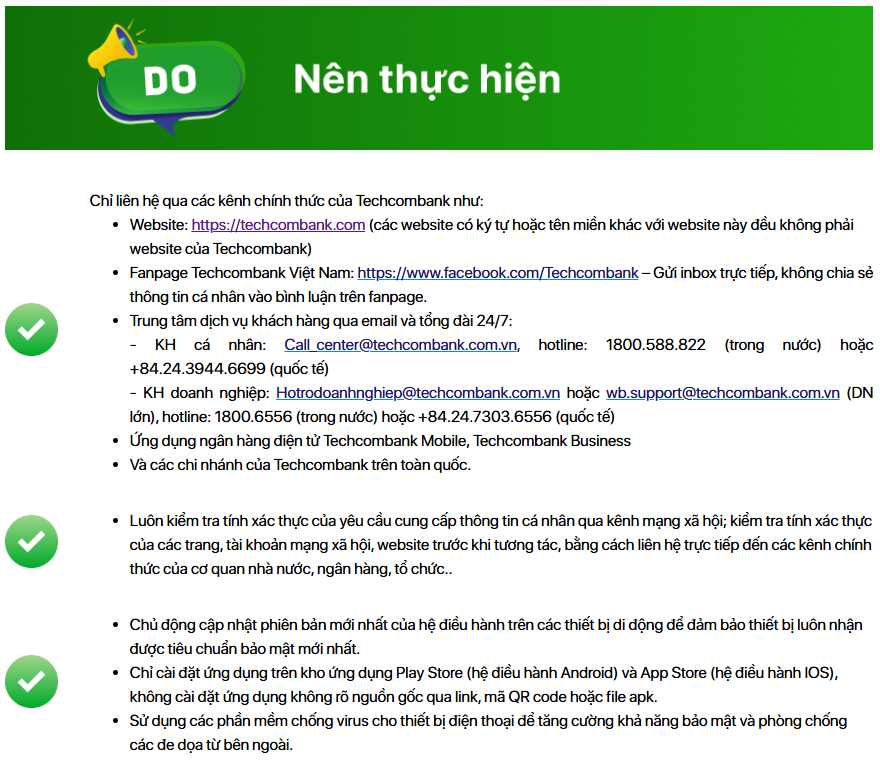 DO
Nên thực hiện
Chỉ liên hệ qua các kênh chính thức của Techcombank như:
• Website: https://techcombank.com (các website có ký tự hoặc tên miền khác với website này đều không phải
website của Techcombank)
• Fanpage Techcombank Việt Nam: https://www.facebook.com/Techcombank – Gửi inbox trực tiếp, không chia sẻ
thông tin cá nhân vào bình luận trên fanpage.
• Trung tâm dịch vụ khách hàng qua email và tổng đài 24/7:
- KH cá nhân: Call_center@techcombank.com.vn, hotline: 1800.588.822 (trong nước) hoặc
+84.24.3944.6699 (quốc tế)
- KH doanh nghiệp: Hotrodoanhnghiep@techcombank.com.vn hoặc wb.support@techcombank.com.vn (DN
lớn), hotline: 1800.6556 (trong nước) hoặc +84.24.7303.6556 (quốc tế)
• Ứng dụng ngân hàng điện tử Techcombank Mobile, Techcombank Business
• Và các chi nhánh của Techcombank trên toàn quốc.
• Luôn kiểm tra tính xác thực của yêu cầu cung cấp thông tin cá nhân qua kênh mạng xã hội; kiểm tra tính xác thực
của các trang, tài khoản mạng xã hội, website trước khi tương tác, bằng cách liên hệ trực tiếp đến các kênh chính
thức của cơ quan nhà nước, ngân hàng, tổ chức..
• Chủ động cập nhật phiên bản mới nhất của hệ điều hành trên các thiết bị di động để đảm bảo thiết bị luôn nhận
được tiêu chuẩn bảo mật mới nhất.
• Chỉ cài đặt ứng dụng trên kho ứng dụng Play Store (hệ điều hành Android) và App Store (hệ điều hành IOS),
không cài đặt ứng dụng không rõ nguồn gốc qua link, mã QR code hoặc file apk.
• Sử dụng các phần mềm chống virus cho thiết bị điện thoại để tăng cường khả năng bảo mật và phòng chống
các đe dọa từ bên ngoài.